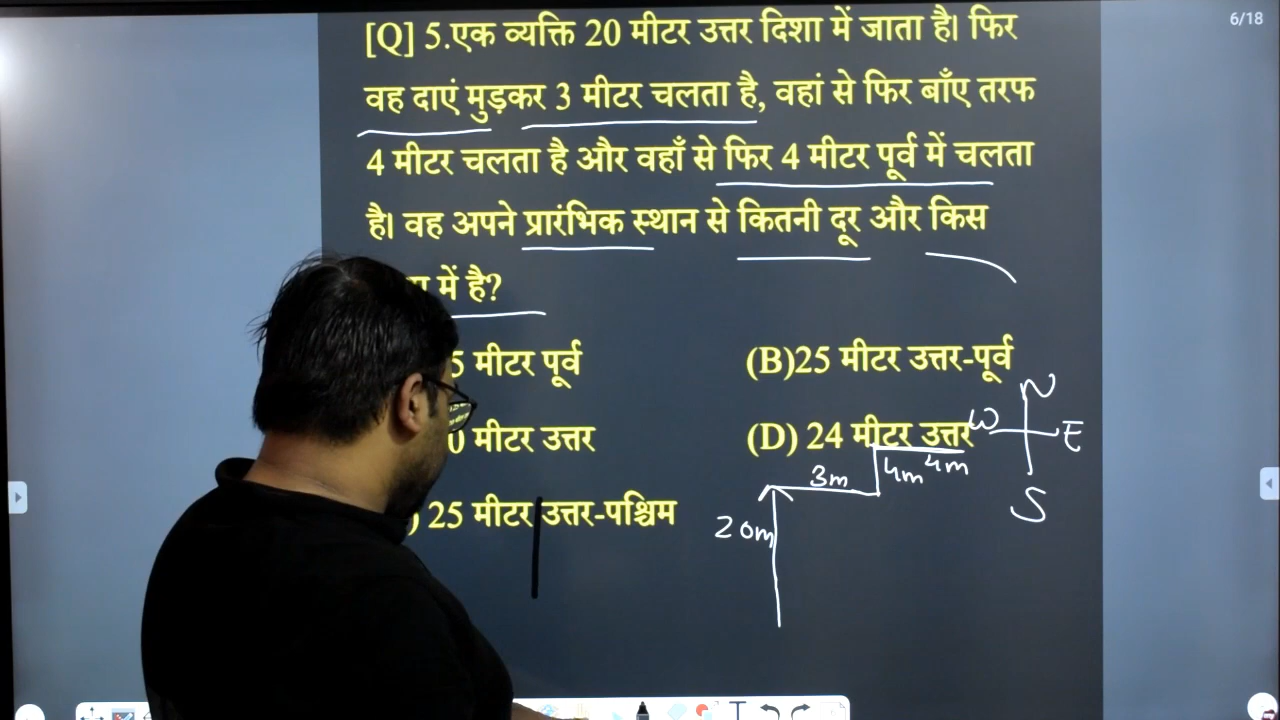 6/18
[Q] 5.एक व्यक्ति 20 मीटर उत्तर दिशा में जाता है। फिर
वह दाएं मुड़कर 3 मीटर चलता है, वहां से फिर बाँए तरफ
4 मीटर चलता है और वहाँ से फिर 4 मीटर पूर्व में चलता
है। वह अपने प्रारंभिक स्थान से कितनी दूर और किस
में है?
5 मीटर पूर्व
(B)25 मीटर उत्तर-पूर्व
0 मीटर उत्तर
(D) 24 मीटर उत्तर
) 25 मीटर उत्तर-पश्चिम
N
W
E
S
3m
4m
4m
20m
T